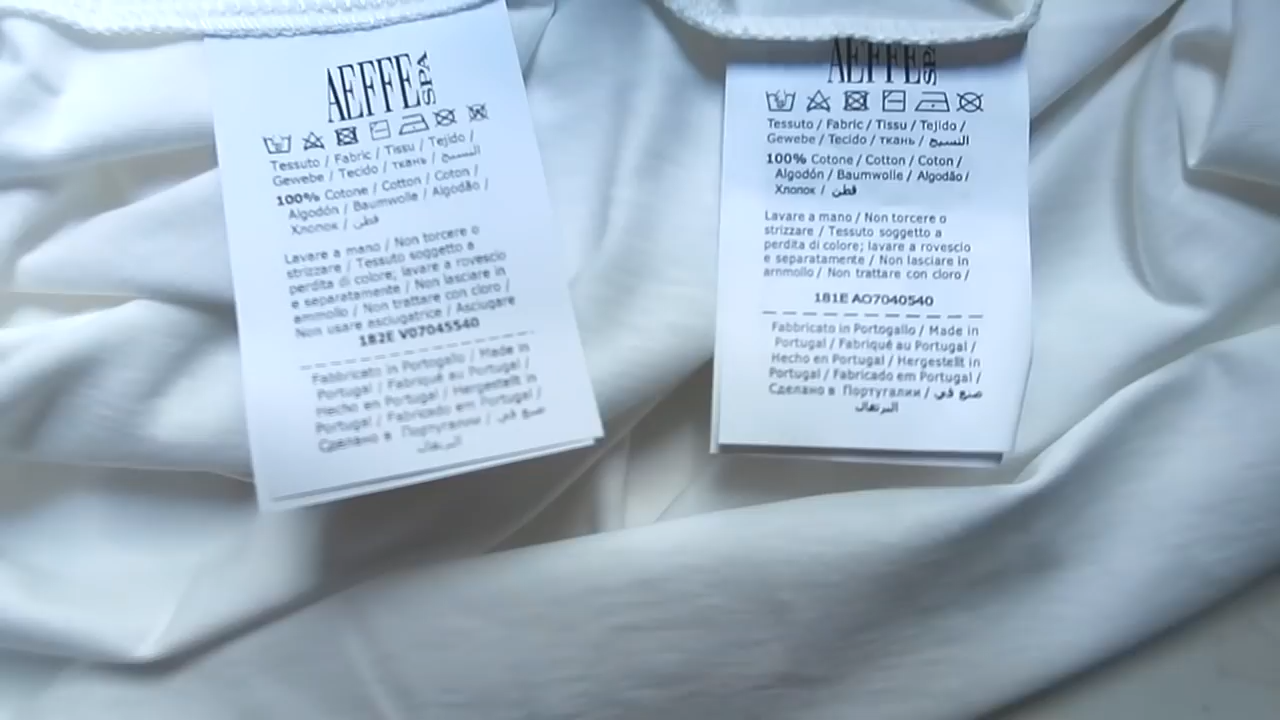 AEFFE
SPA
Tessuto / Fabric / Tissu / Tejido /
Gewebe / Tecido / ткань / النسيج
100% Cotone / Cotton / Coton /
Algodón / Baumwolle / Algodão /
Хлопок / قطن
Lavare a mano / Non torcere o
strizzare / Tessuto soggetto a
perdita di colore; lavare a rovescio
e separatamente / Non lasciare in
ammollo / Non trattare con cloro /
Non usare asciugatrice / Asciugare
182E V07045540
Fabbricato in Portogallo / Made in
Portugal / Fabriqué au Portugal /
Hecho en Portugal / Hergestellt in
Portugal / Fabricado em Portugal /
Сделано в Португалии / صنع في
البرتغال
AEFFE
SPA
Tessuto / Fabric / Tissu / Tejido /
Gewebe / Tecido / ткань / النسيج
100% Cotone / Cotton / Coton /
Algodón / Baumwolle / Algodão /
Хлопок / قطن
Lavare a mano / Non torcere o
strizzare / Tessuto soggetto a
perdita di colore; lavare a rovescio
e separatamente / Non lasciare in
ammollo / Non trattare con cloro /
181E AO7040540
Fabbricato in Portogallo / Made in
Portugal / Fabriqué au Portugal /
Hecho en Portugal / Hergestellt in
Portugal / Fabricado em Portugal /
Сделано в Португалии / صنع في
البرتغال